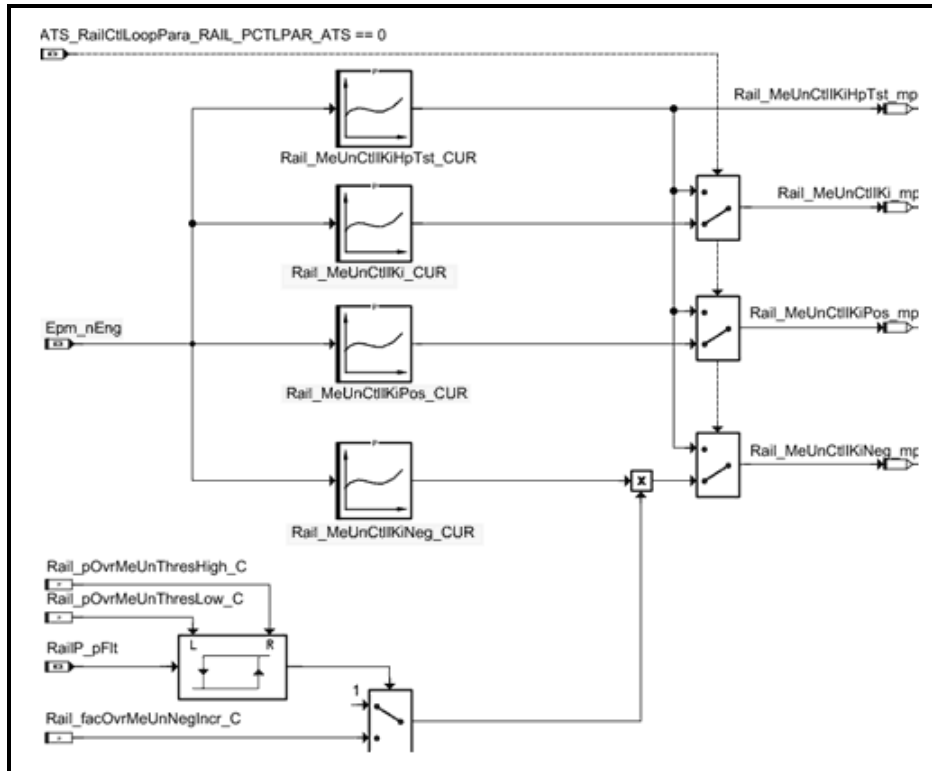 ATS_RailCtlLoopPara_RAIL_PCTLPAR_ATS == 0
P
Rail_MeUnCtlIKiHpTst_mp
Rail_MeUnCtlIKiHpTst_CUR
P
Rail_MeUnCtlIKi_mp
Rail_MeUnCtlIKi_CUR
Epm_nEng
P
Rail_MeUnCtlIKiPos_mp
Rail_MeUnCtlIKiPos_CUR
P
Rail_MeUnCtlIKiNeg_mp
X
Rail_MeUnCtlIKiNeg_CUR
Rail_pOvrMeUnThresHigh_C
Rail_pOvrMeUnThresLow_C
RailP_pFlt
L R
1
Rail_facOvrMeUnNegIncr_C